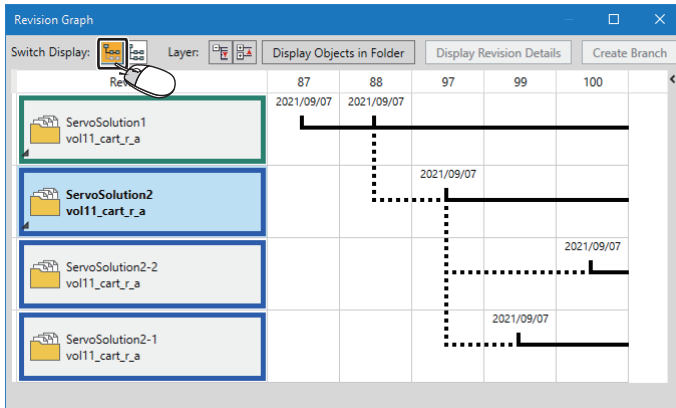 Revision Graph
Switch Display: Layer: Display Objects in Folder Display Revision Details Create Branch
87 88 97 99 100
2021/09/07 2021/09/07
ServoSolution1
vol11_cart_r_a
2021/09/07
ServoSolution2
vol11_cart_r_a
2021/09/07
ServoSolution2-2
vol11_cart_r_a
2021/09/07
ServoSolution2-1
vol11_cart_r_a